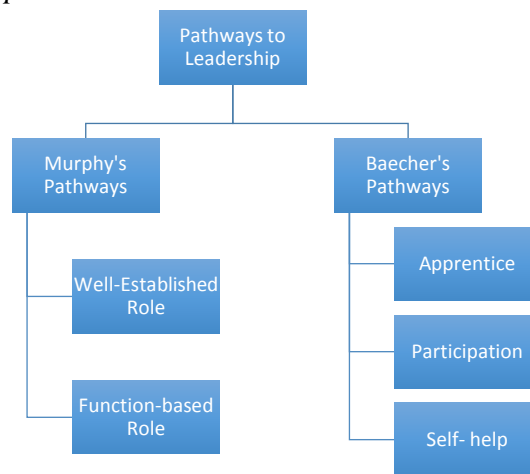 Pathways to
Leadership
Murphy's
Pathways
Baecher's
Pathways
Well-Established
Role
Function-based
Role
Apprentice
Participation
Self- help